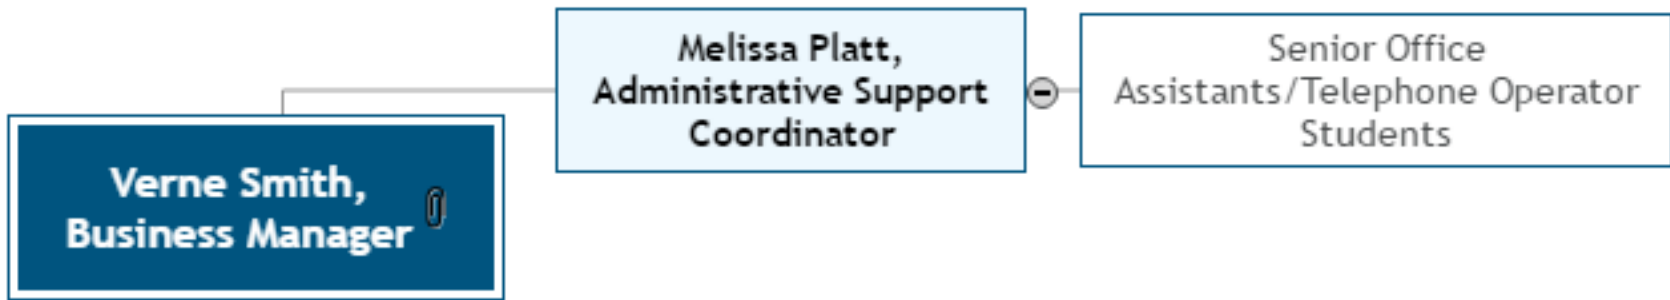 Melissa Platt,
Administrative Support
Coordinator
Senior Office
Assistants/Telephone Operator
Students
Verne Smith,
Business Manager